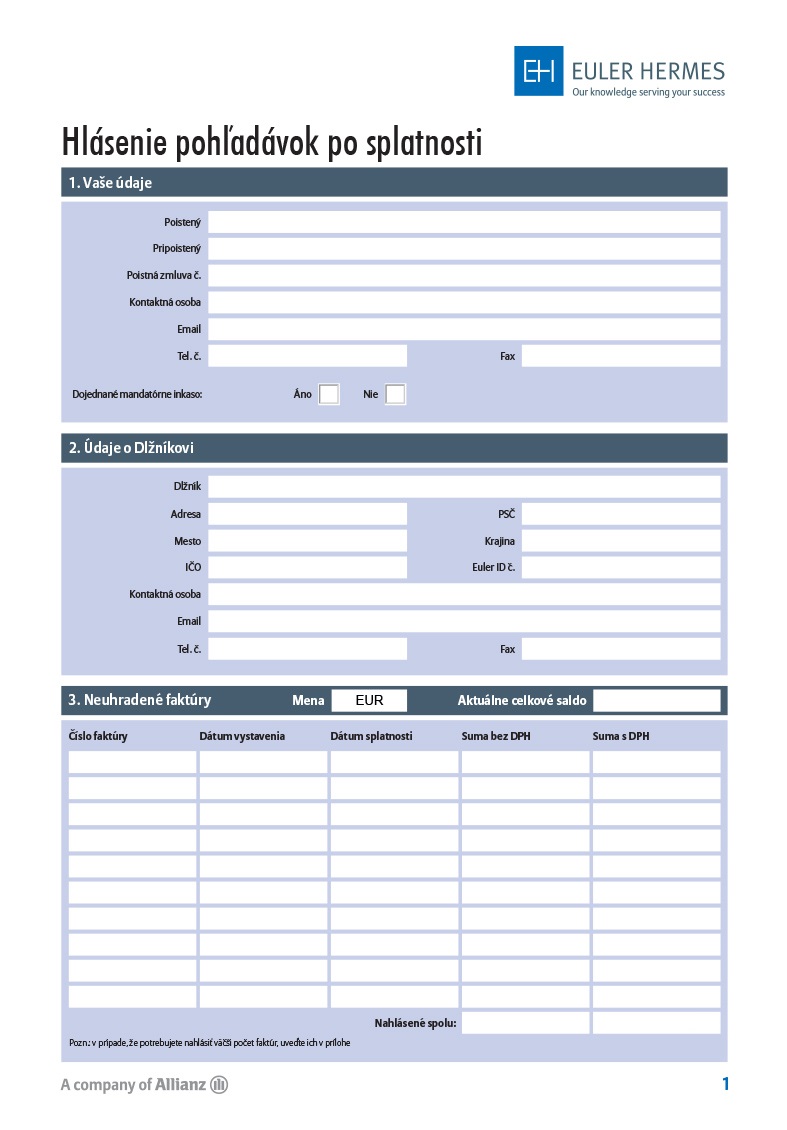 EH EULER HERMES
Our knowledge serving your success
Hlásenie pohľadávok po splatnosti
1. Vaše údaje
Poistený
Pripoistený
Poistná zmluva č.
Kontaktná osoba
Email
Tel. č. Fax
Dojednané mandatórne inkaso: Áno Nie
2. Údaje o Dlžníkovi
Dlžník
Adresa PSČ
Mesto Krajina
IČO Euler ID č.
Kontaktná osoba
Email
Tel. č. Fax
3. Neuhradené faktúry Mena EUR Aktuálne celkové saldo
Číslo faktúry Dátum vystavenia Dátum splatnosti Suma bez DPH Suma s DPH
Nahlásené spolu:
Pozn.: v prípade, že potrebujete nahlásiť väčší počet faktúr, uveďte ich v prílohe
A company of Allianz 1